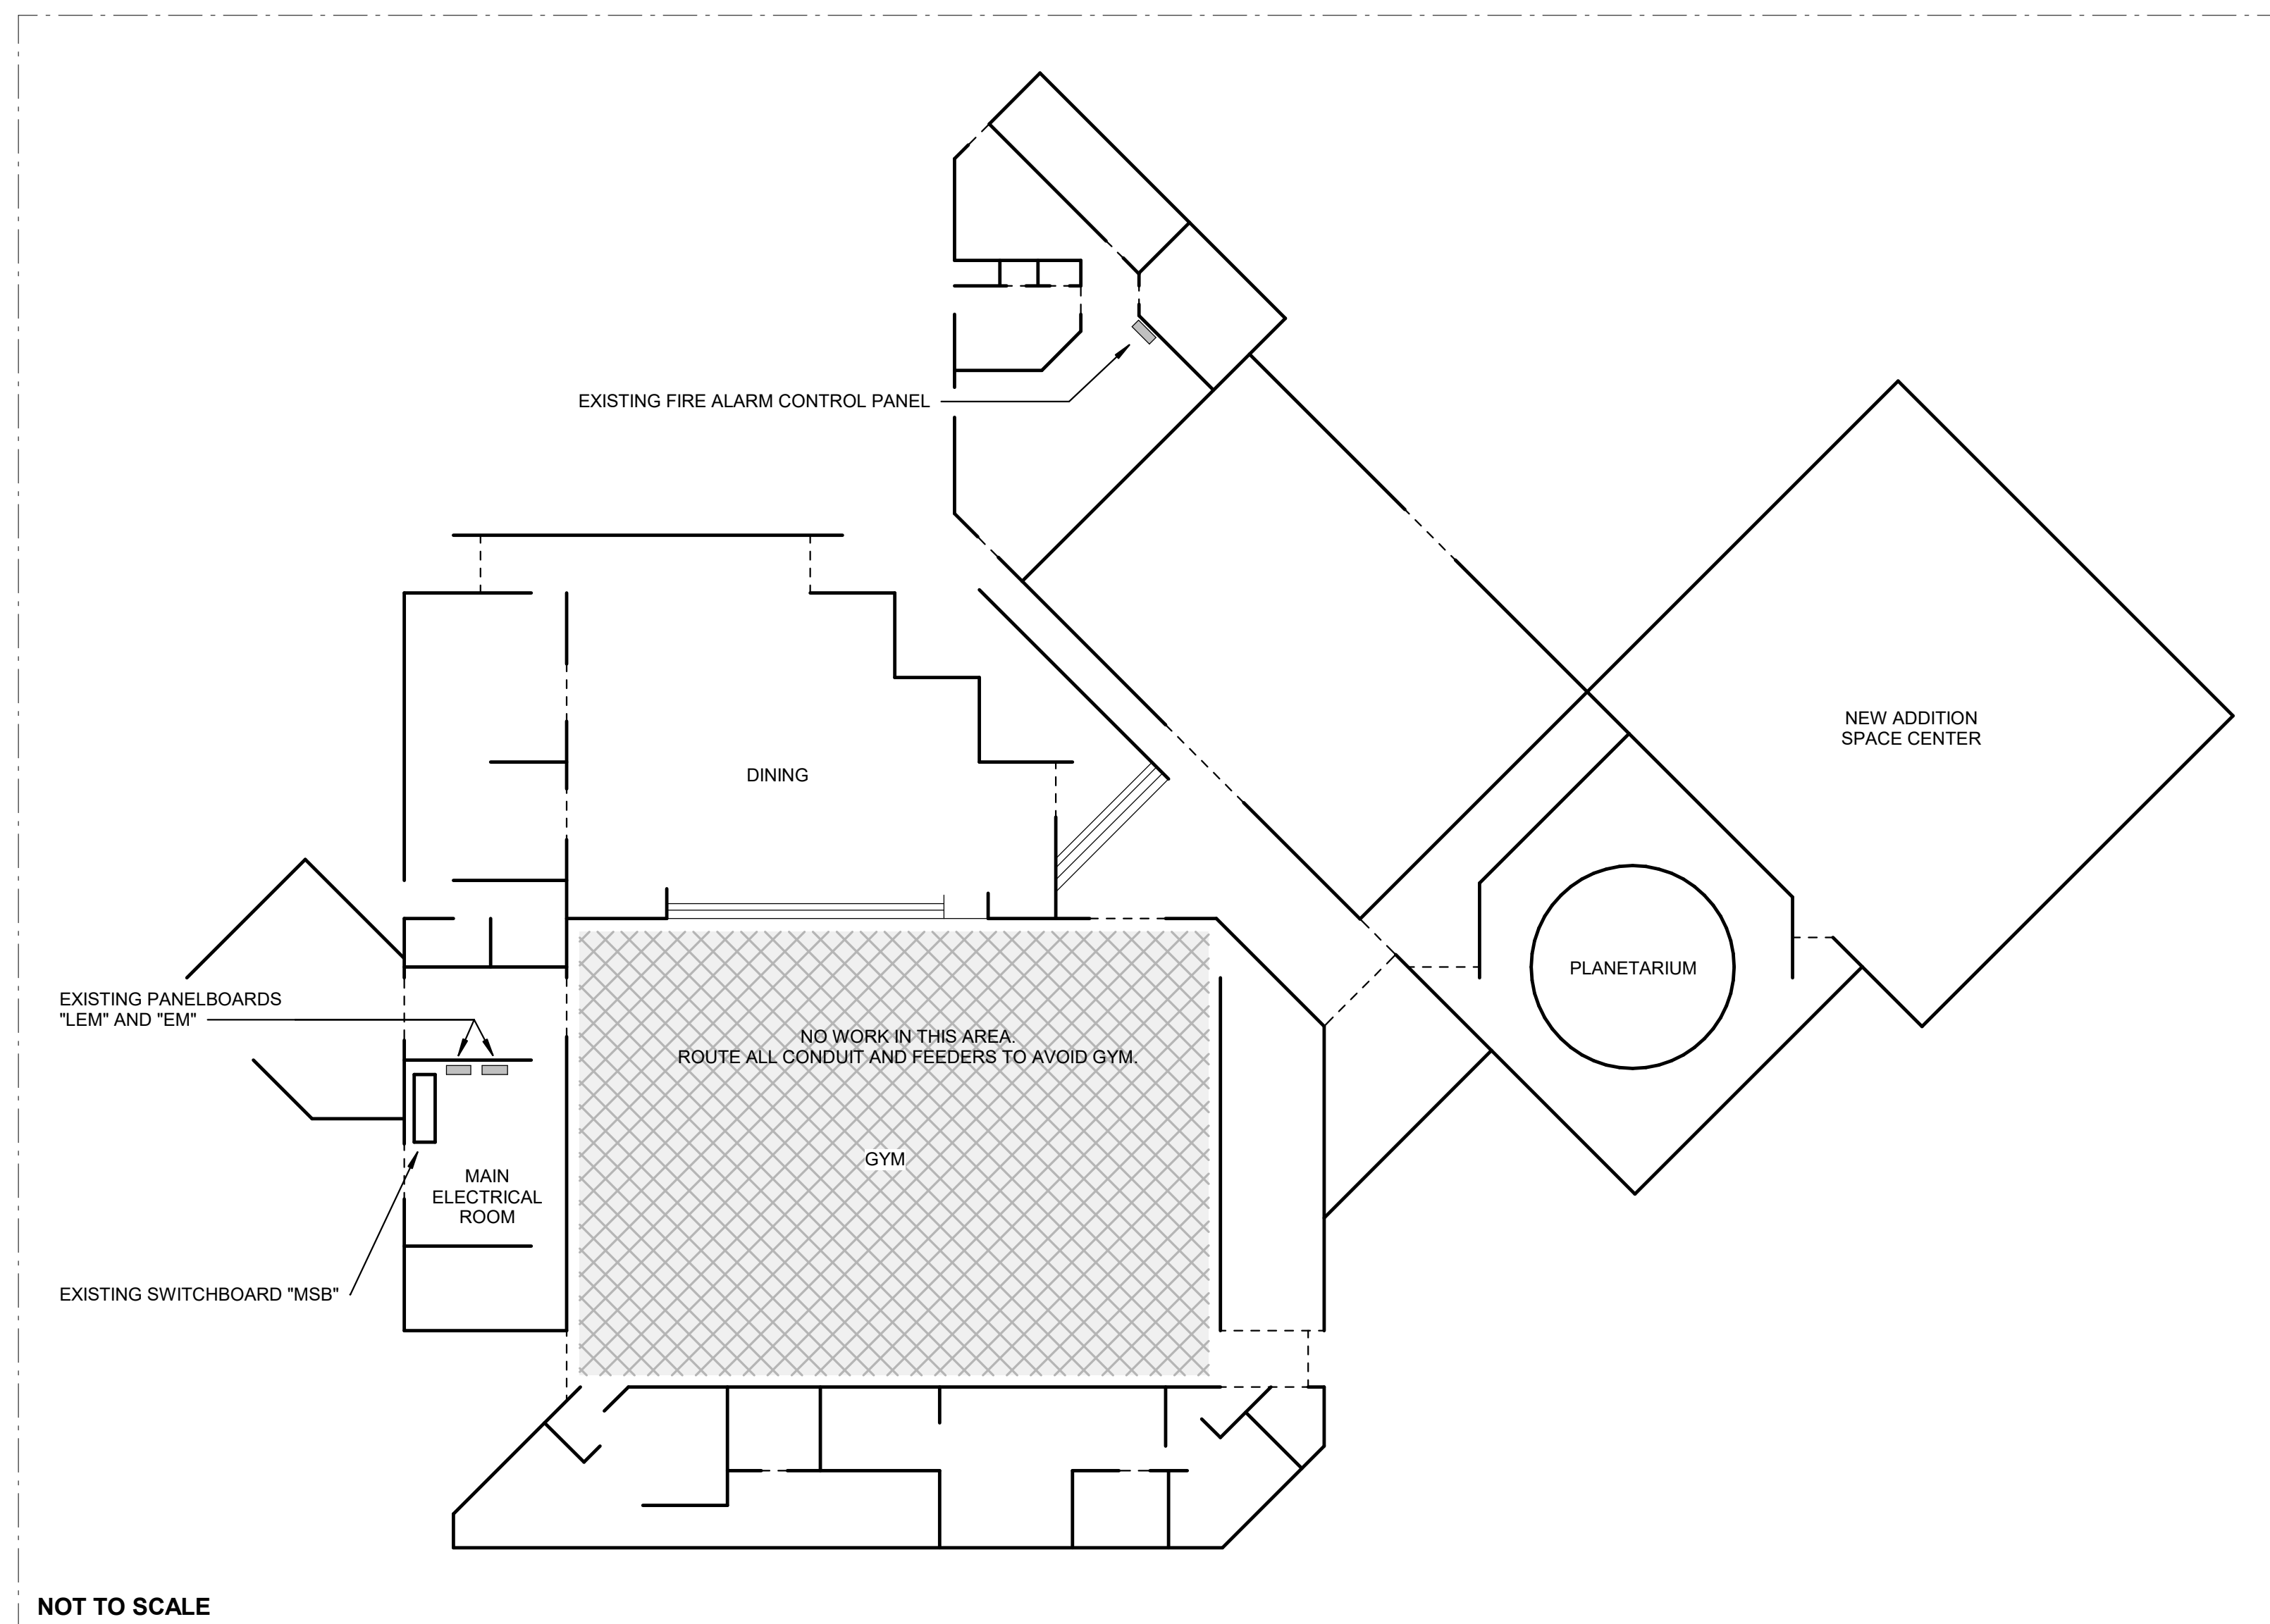 EXISTING FIRE ALARM CONTROL PANEL
NEW ADDITION
SPACE CENTER
DINING
PLANETARIUM
EXISTING PANELBOARDS
"LEM" AND "EM"
NO WORK IN THIS AREA.
ROUTE ALL CONDUIT AND FEEDERS TO AVOID GYM.
GYM
MAIN
ELECTRICAL
ROOM
EXISTING SWITCHBOARD "MSB"
NOT TO SCALE